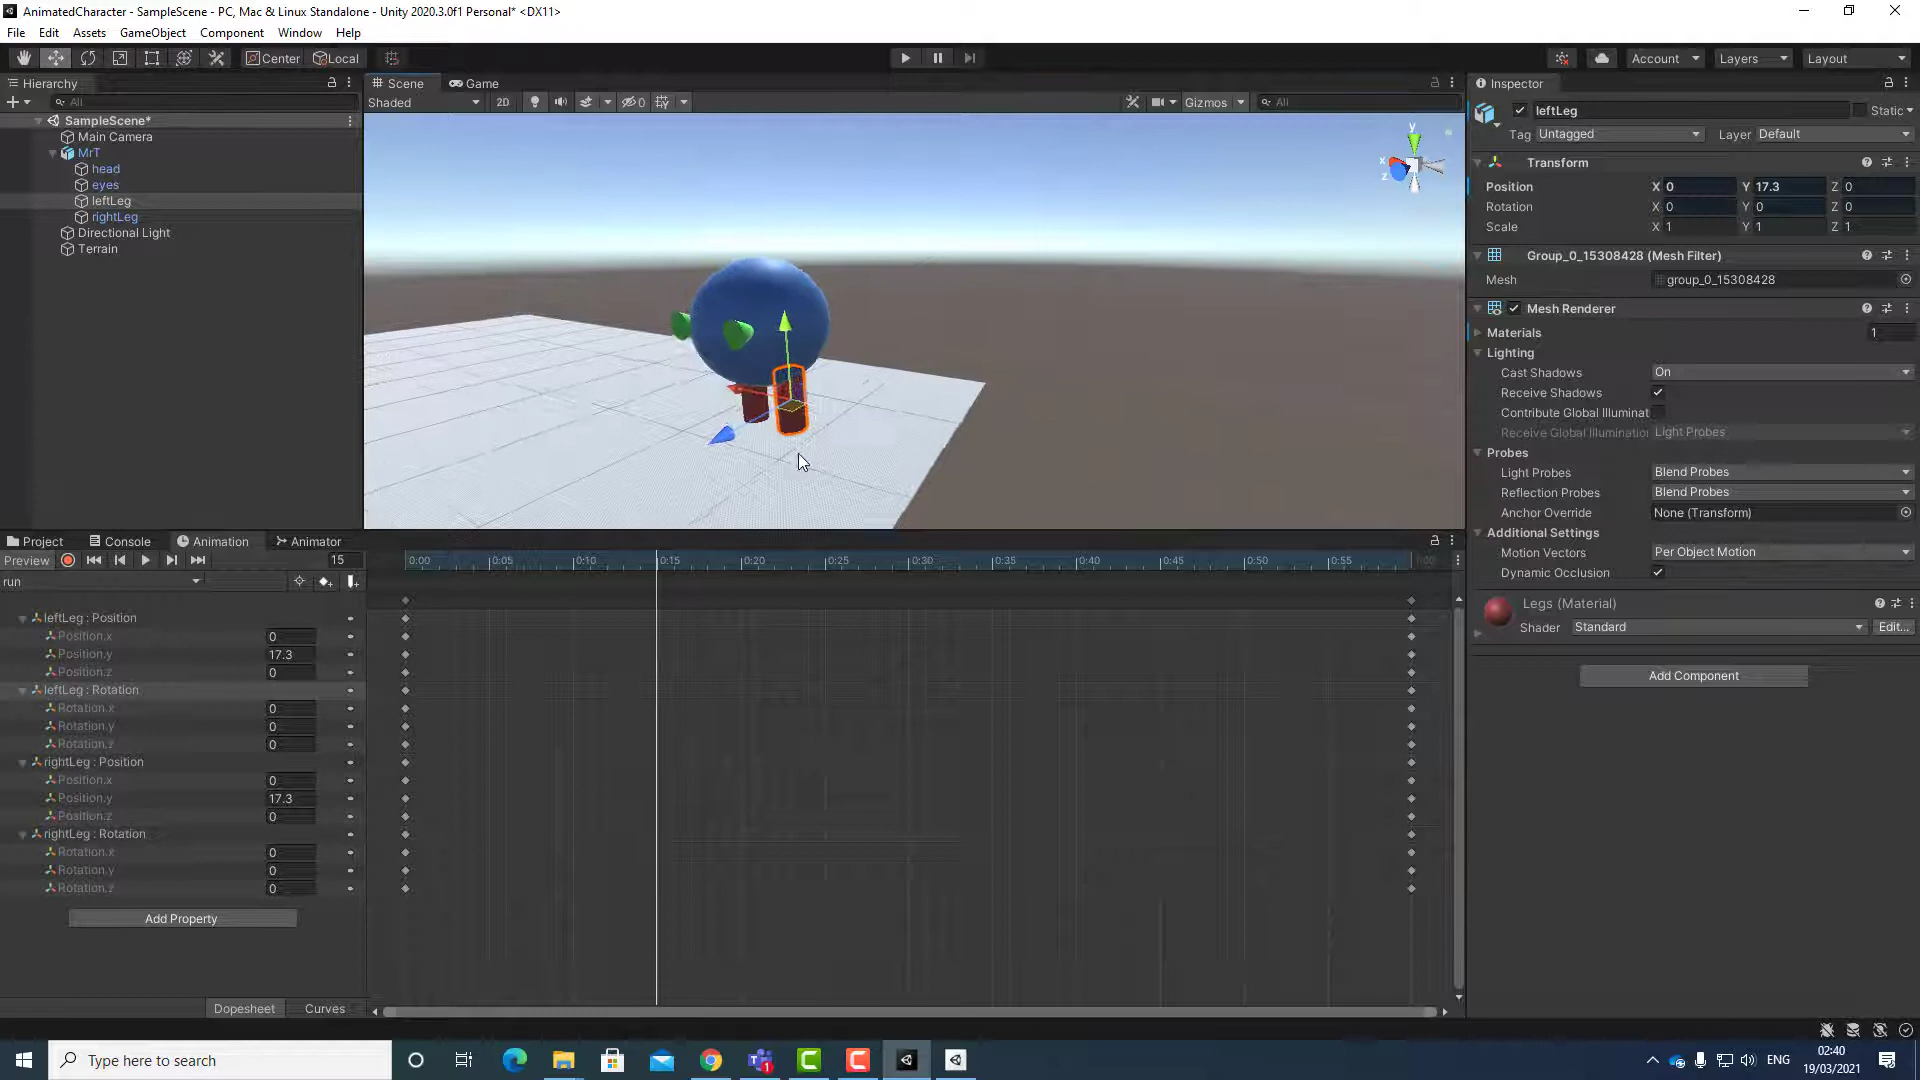 AnimatedCharacter - SampleScene - PC, Mac & Linux Standalone - Unity 2020.3.0f1 Personal* <DX11>
File Edit Assets GameObject Component Window Help
Center Local Account Layers Layout
Hierarchy
All
SampleScene*
Main Camera
MrT
head
eyes
leftLeg
rightLeg
Directional Light
Terrain
Scene Game
Shaded 2D 0 Gizmos All
y
x
z
Inspector
leftLeg Static
Tag Untagged Layer Default
Transform
Position X 0 Y 17.3 Z 0
Rotation X 0 Y 0 Z 0
Scale X 1 Y 1 Z 1
Group_0_15308428 (Mesh Filter)
Mesh group_0_15308428
Mesh Renderer
Materials 1
Lighting
Cast Shadows On
Receive Shadows
Contribute Global Illuminat
Receive Global Illumination Light Probes
Probes
Light Probes Blend Probes
Reflection Probes Blend Probes
Anchor Override None (Transform)
Additional Settings
Motion Vectors Per Object Motion
Dynamic Occlusion
Legs (Material)
Shader Standard Edit...
Add Component
Project Console Animation Animator
Preview 15
0:00 0:05 0:10 0:15 0:20 0:25 0:30 0:35 0:40 0:45 0:50 0:55 1:00
run
leftLeg : Position
Position.x 0
Position.y 17.3
Position.z 0
leftLeg : Rotation
Rotation.x 0
Rotation.y 0
Rotation.z 0
rightLeg : Position
Position.x 0
Position.y 17.3
Position.z 0
rightLeg : Rotation
Rotation.x 0
Rotation.y 0
Rotation.z 0
Add Property
Dopesheet Curves
Type here to search
1
ENG
02:40
19/03/2021